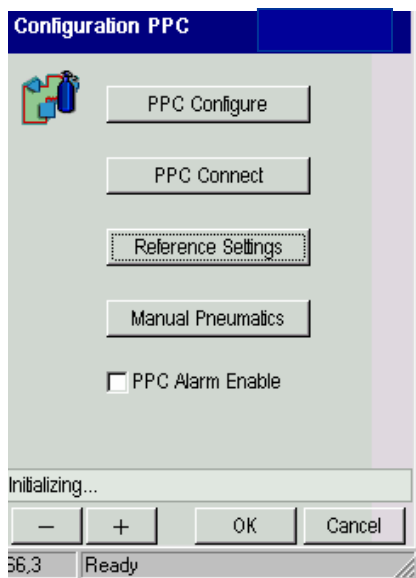 Configuration PPC
PPC Configure
PPC Connect
Reference Settings
Manual Pneumatics
PPC Alarm Enable
Initializing...
− + OK Cancel
66,3 Ready